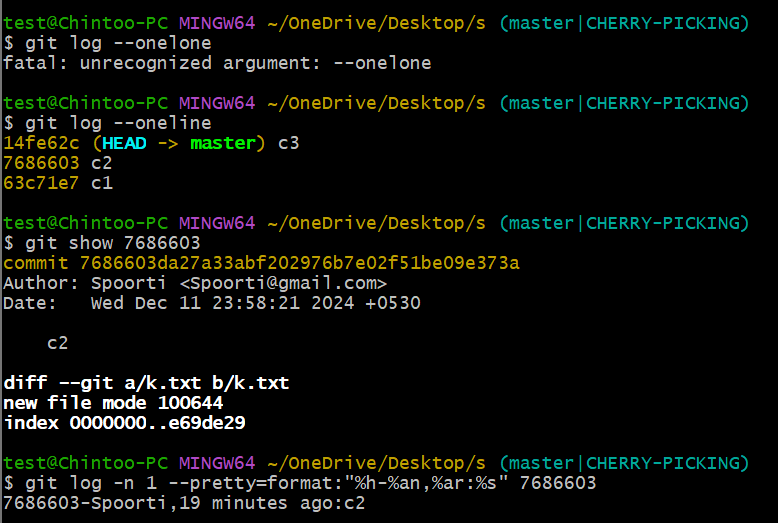 test@Chintoo-PC MINGW64 ~/OneDrive/Desktop/s (master|CHERRY-PICKING)
$ git log --onelone
fatal: unrecognized argument: --onelone
test@Chintoo-PC MINGW64 ~/OneDrive/Desktop/s (master|CHERRY-PICKING)
$ git log --oneline
14fe62c (HEAD -> master) c3
7686603 c2
63c71e7 c1
test@Chintoo-PC MINGW64 ~/OneDrive/Desktop/s (master|CHERRY-PICKING)
$ git show 7686603
commit 7686603da27a33abf202976b7e02f51be09e373a
Author: Spoorti <Spoorti@gmail.com>
Date:   Wed Dec 11 23:58:21 2024 +0530
    c2
diff --git a/k.txt b/k.txt
new file mode 100644
index 0000000..e69de29
test@Chintoo-PC MINGW64 ~/OneDrive/Desktop/s (master|CHERRY-PICKING)
$ git log -n 1 --pretty=format:"%h-%an,%ar:%s" 7686603
7686603-Spoorti,19 minutes ago:c2